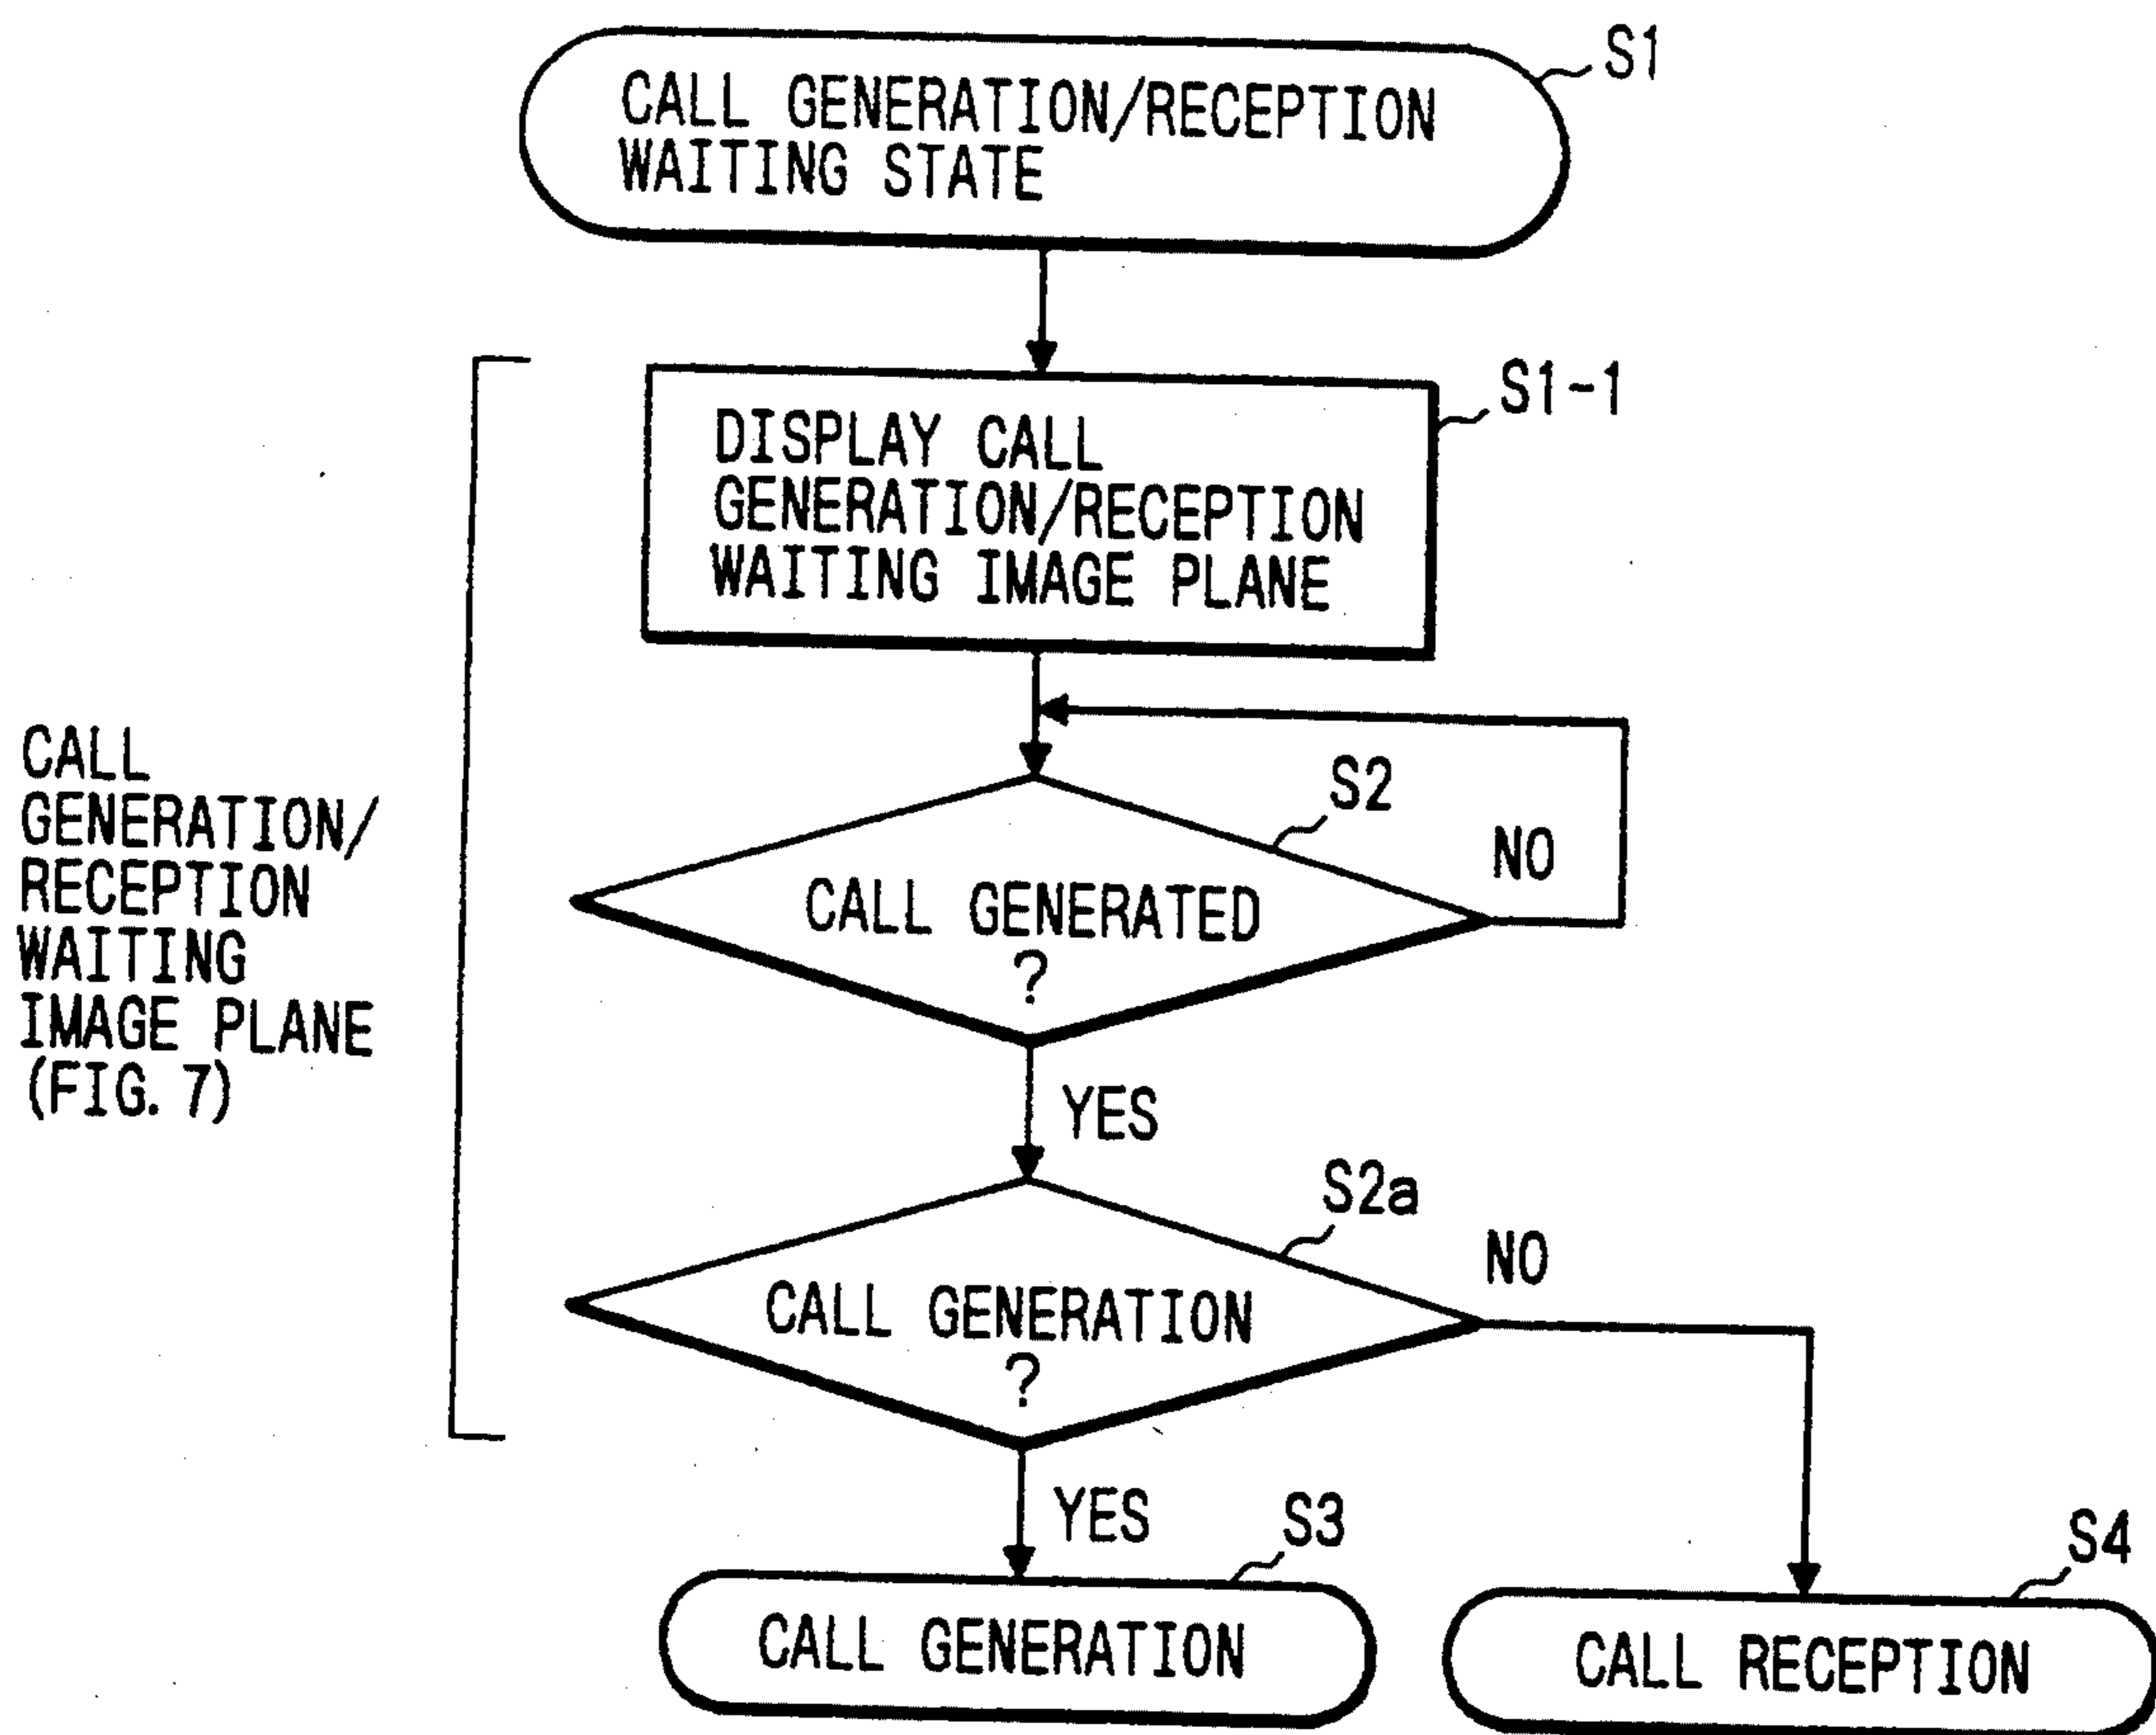 S1
CALL GENERATION/RECEPTION
WAITING STATE
S1-1
DISPLAY CALL
GENERATION/RECEPTION
WAITING IMAGE PLANE
CALL
GENERATION/
RECEPTION
WAITING
IMAGE PLANE
(FIG. 7)
S2
NO
CALL GENERATED
?
YES
S2a
NO
CALL GENERATION
?
YES
S3
S4
CALL GENERATION
CALL RECEPTION